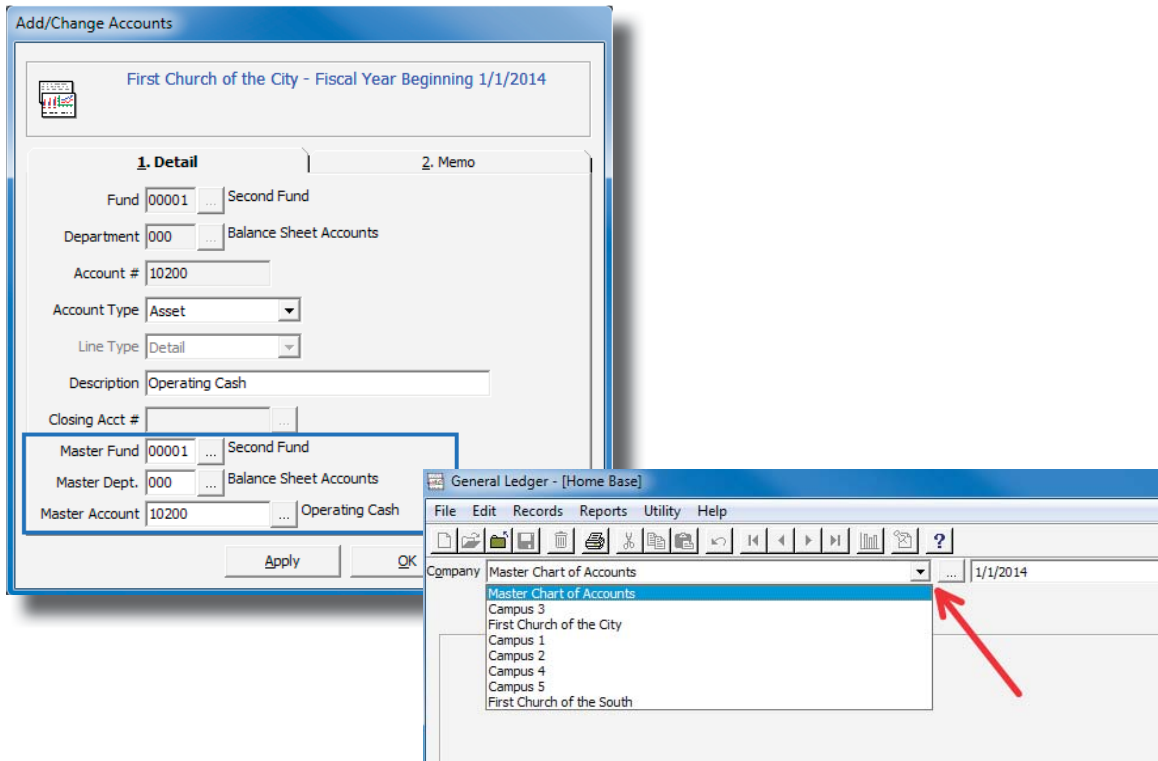 Add/Change Accounts
First Church of the City - Fiscal Year Beginning 1/1/2014
1. Detail 2. Memo
Fund 00001 ... Second Fund
Department 000 ... Balance Sheet Accounts
Account # 10200
Account Type Asset
Line Type Detail
Description Operating Cash
Closing Acct # ...
Master Fund 00001 ... Second Fund
Master Dept. 000 ... Balance Sheet Accounts
Master Account 10200 ... Operating Cash
Apply OK
General Ledger - [Home Base]
File Edit Records Reports Utility Help
?
Company Master Chart of Accounts ... 1/1/2014
Master Chart of Accounts
Campus 3
First Church of the City
Campus 1
Campus 2
Campus 4
Campus 5
First Church of the South